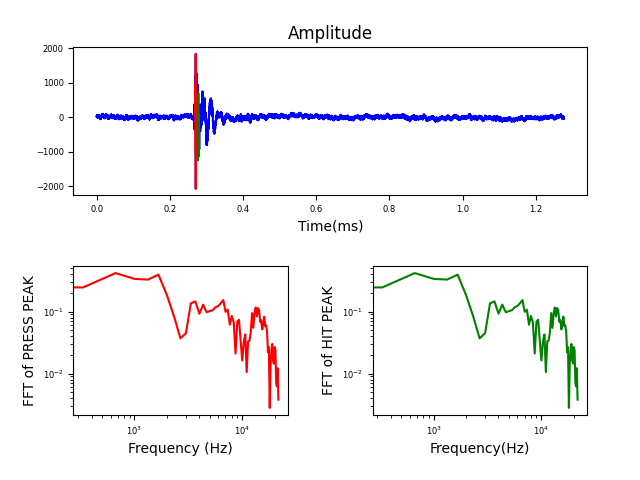 Amplitude
2000
1000
0
−1000
−2000
0.0 0.2 0.4 0.6 0.8 1.0 1.2
Time(ms)
FFT of PRESS PEAK
10⁻¹
10⁻²
10³ 10⁴
Frequency (Hz)
FFT of HIT PEAK
10⁻¹
10⁻²
10³ 10⁴
Frequency(Hz)